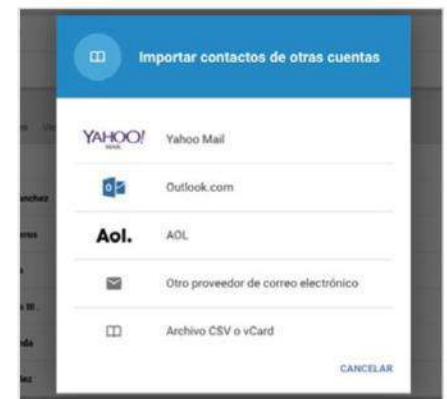 Importar contactos de otras cuentas
YAHOO! MAIL
Yahoo Mail
Outlook.com
Aol.
AOL
Otro proveedor de correo electrónico
Archivo CSV o vCard
CANCELAR